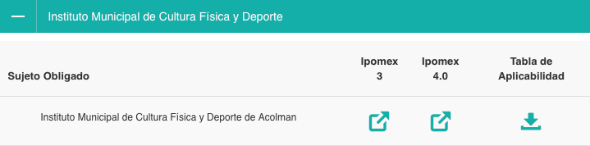 Instituto Municipal de Cultura Física y Deporte
Sujeto Obligado
Ipomex
3
Ipomex
4.0
Tabla de
Aplicabilidad
Instituto Municipal de Cultura Física y Deporte de Acolman